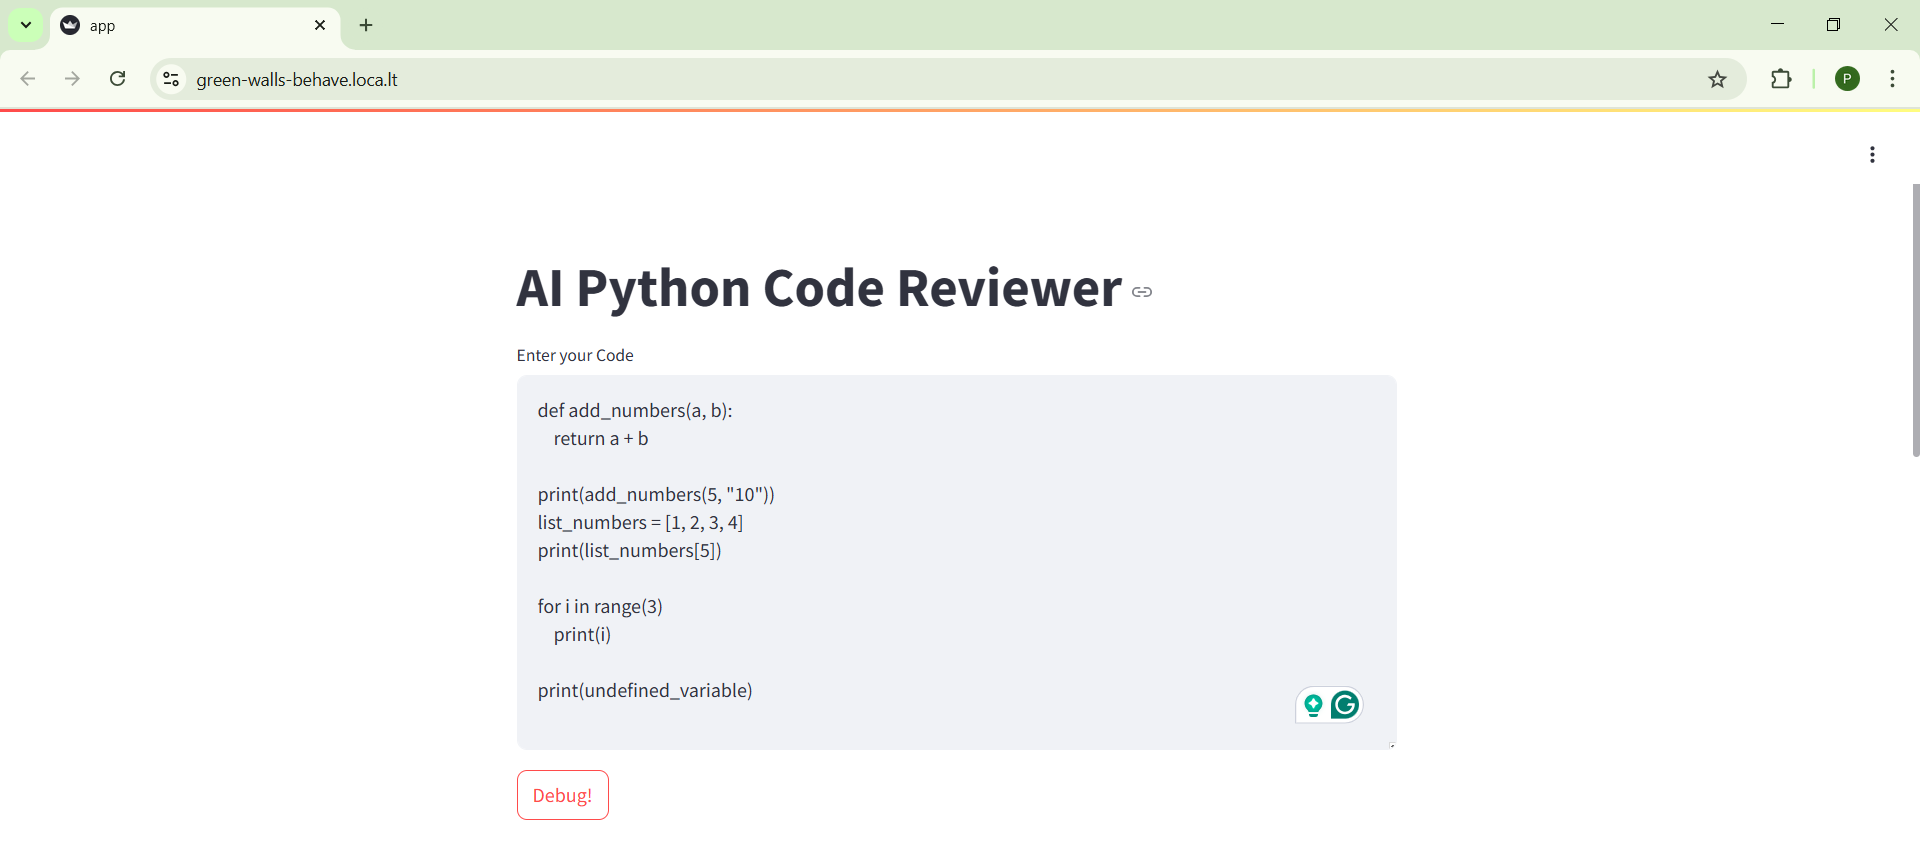 app
green-walls-behave.loca.lt
P
AI Python Code Reviewer
Enter your Code
def add_numbers(a, b):
    return a + b
print(add_numbers(5, "10"))
list_numbers = [1, 2, 3, 4]
print(list_numbers[5])
for i in range(3)
    print(i)
print(undefined_variable)
Debug!